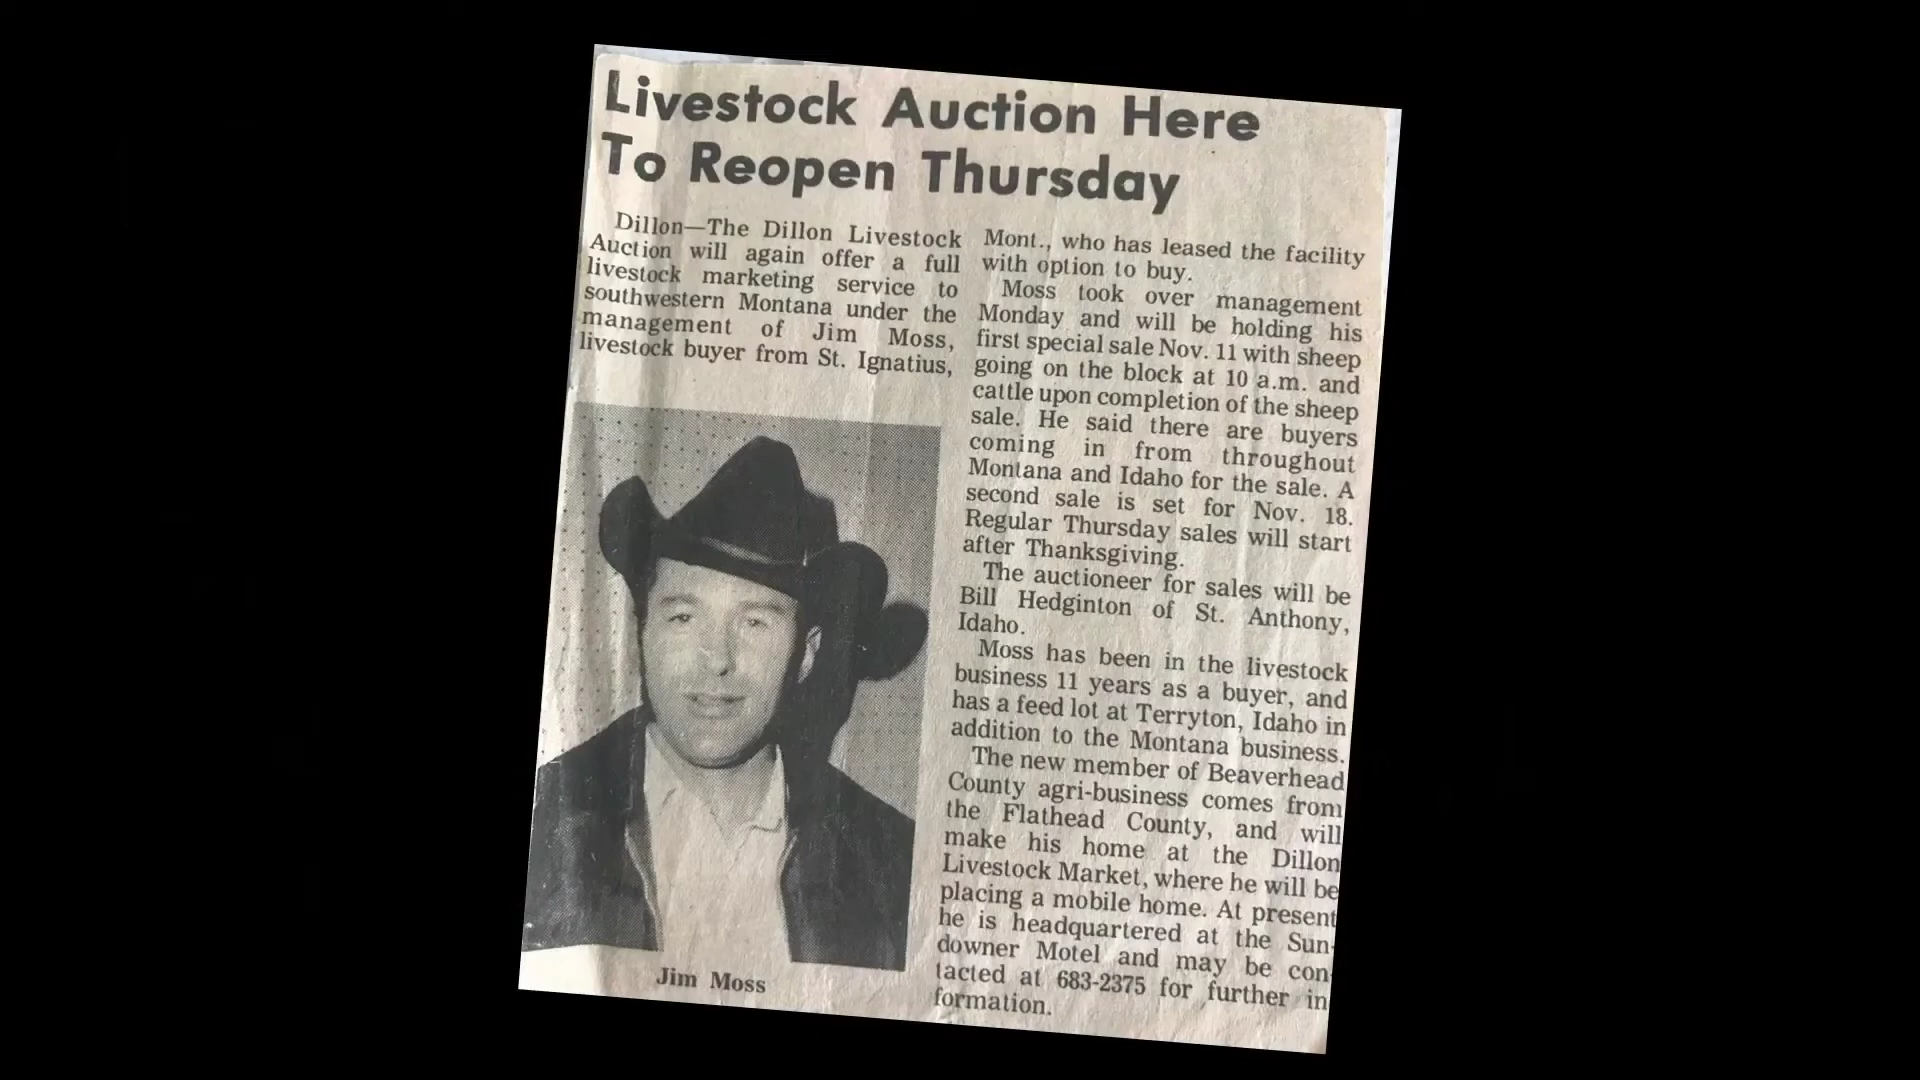 Livestock Auction Here
To Reopen Thursday
Dillon—The Dillon Livestock
Auction will again offer a full
livestock marketing service to
southwestern Montana under the
management of Jim Moss,
livestock buyer from St. Ignatius,
Jim Moss
Mont., who has leased the facility
with option to buy.
Moss took over management
Monday and will be holding his
first special sale Nov. 11 with sheep
going on the block at 10 a.m. and
cattle upon completion of the sheep
sale. He said there are buyers
coming in from throughout
Montana and Idaho for the sale. A
second sale is set for Nov. 18.
Regular Thursday sales will start
after Thanksgiving.
The auctioneer for sales will be
Bill Hedginton of St. Anthony,
Idaho.
Moss has been in the livestock
business 11 years as a buyer, and
has a feed lot at Terryton, Idaho in
addition to the Montana business.
The new member of Beaverhead
County agri-business comes from
the Flathead County, and will
make his home at the Dillon
Livestock Market, where he will be
placing a mobile home. At present
he is headquartered at the Sun-
downer Motel and may be con-
tacted at 683-2375 for further in
formation.